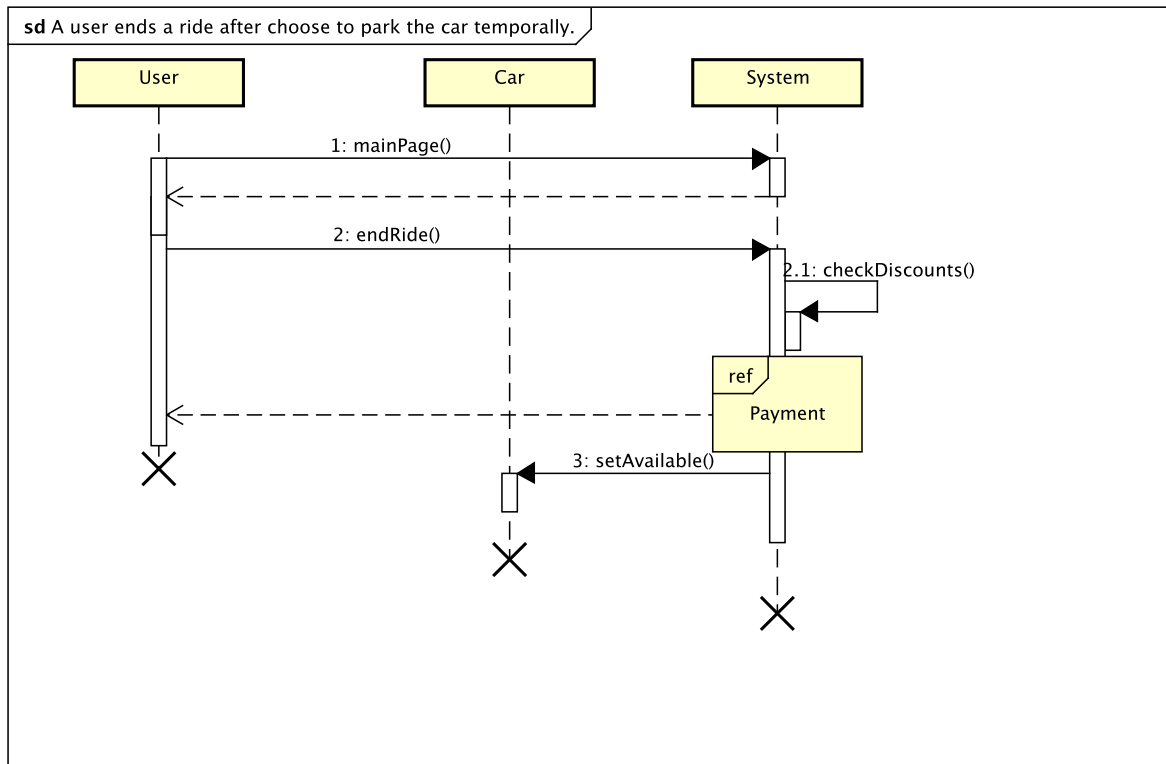 sd A user ends a ride after choose to park the car temporally.
User
Car
System
1: mainPage()
2: endRide()
2.1: checkDiscounts()
ref
Payment
3: setAvailable()